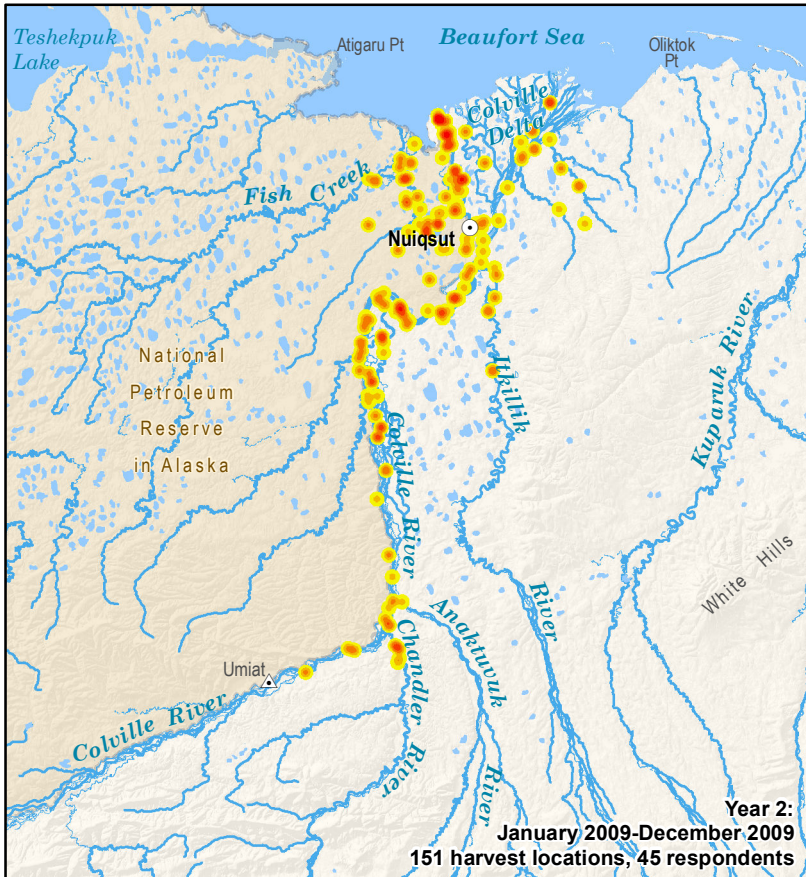 Teshekpuk
Lake
Atigaru Pt
Beaufort Sea
Oliktok
Pt
Colville
Delta
Fish Creek
Nuiqsut
National
Petroleum
Reserve
in Alaska
Itkillik
River
Kuparuk River
Colville
River
White Hills
Anaktuvuk
River
Chandler
River
Umiat
Colville River
Year 2:
January 2009-December 2009
151 harvest locations, 45 respondents